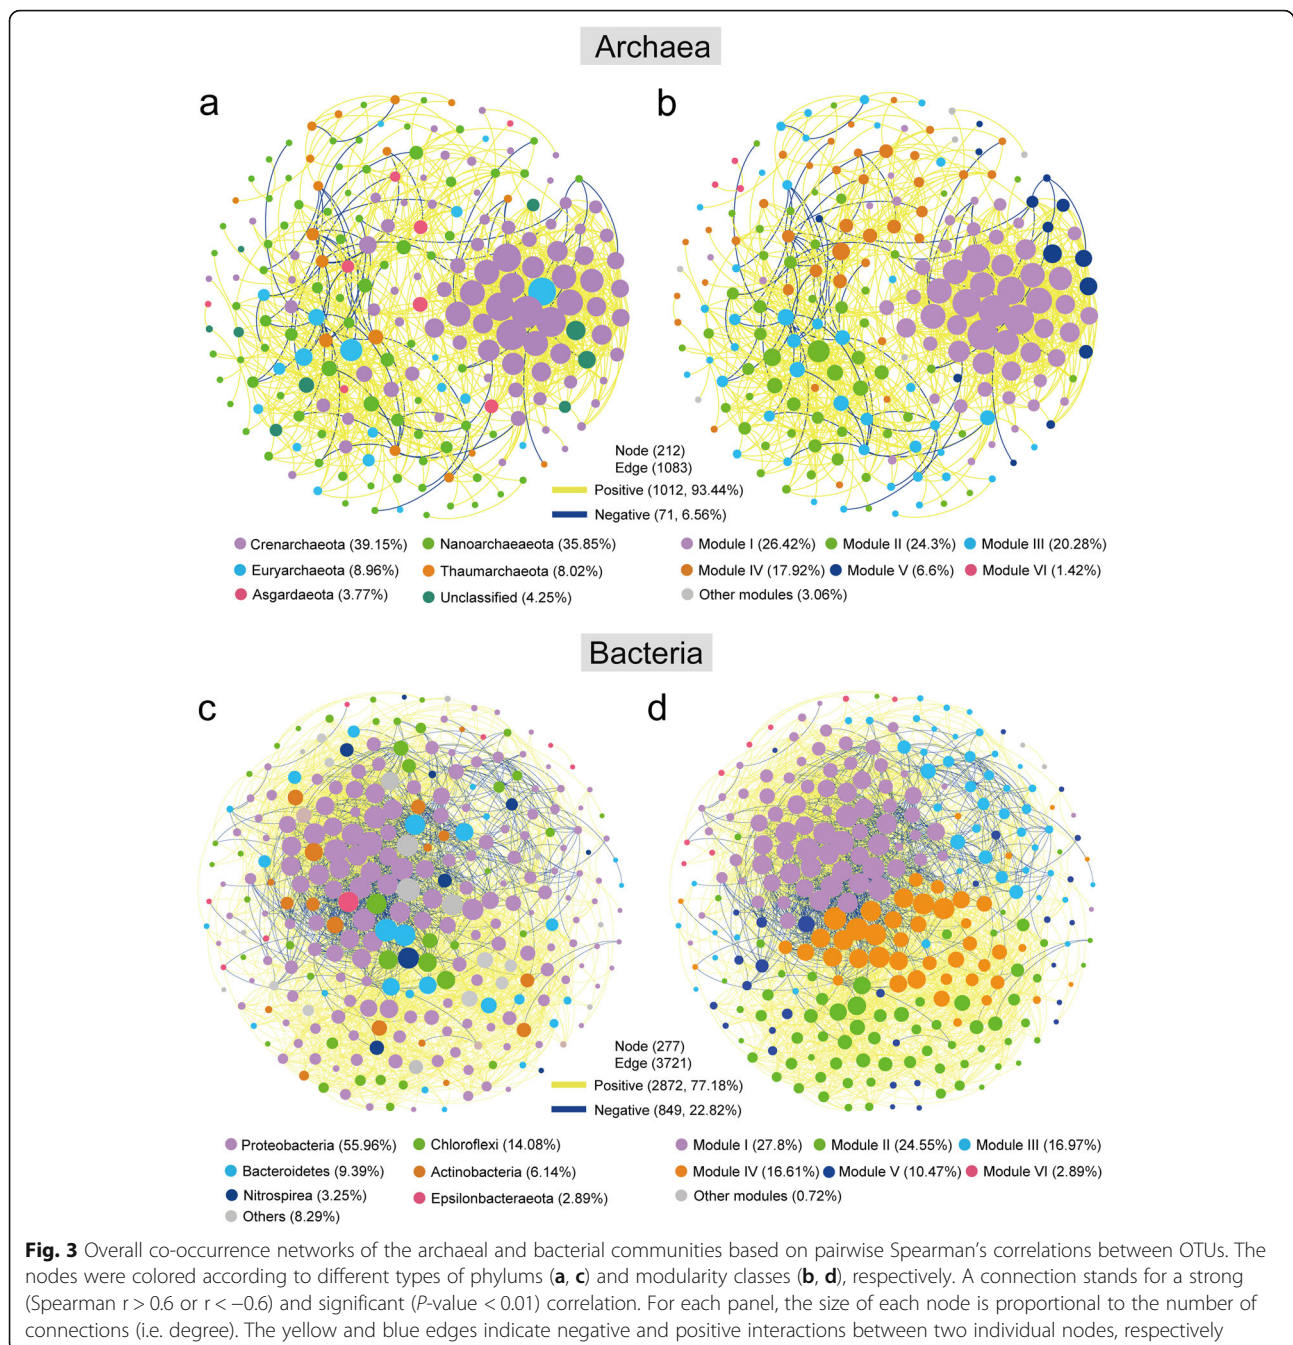 Archaea
a
b
Node (212)
Edge (1083)
Positive (1012, 93.44%)
Negative (71, 6.56%)
Crenarchaeota (39.15%)
Nanoarchaeaeota (35.85%)
Euryarchaeota (8.96%)
Thaumarchaeota (8.02%)
Asgardaeota (3.77%)
Unclassified (4.25%)
Module I (26.42%)
Module II (24.3%)
Module III (20.28%)
Module IV (17.92%)
Module V (6.6%)
Module VI (1.42%)
Other modules (3.06%)
Bacteria
c
d
Node (277)
Edge (3721)
Positive (2872, 77.18%)
Negative (849, 22.82%)
Proteobacteria (55.96%)
Chloroflexi (14.08%)
Bacteroidetes (9.39%)
Actinobacteria (6.14%)
Nitrospirea (3.25%)
Epsilonbacteraeota (2.89%)
Others (8.29%)
Module I (27.8%)
Module II (24.55%)
Module III (16.97%)
Module IV (16.61%)
Module V (10.47%)
Module VI (2.89%)
Other modules (0.72%)
Fig. 3 Overall co-occurrence networks of the archaeal and bacterial communities based on pairwise Spearman's correlations between OTUs. The
nodes were colored according to different types of phylums (a, c) and modularity classes (b, d), respectively. A connection stands for a strong
(Spearman r > 0.6 or r < −0.6) and significant (P-value < 0.01) correlation. For each panel, the size of each node is proportional to the number of
connections (i.e. degree). The yellow and blue edges indicate negative and positive interactions between two individual nodes, respectively